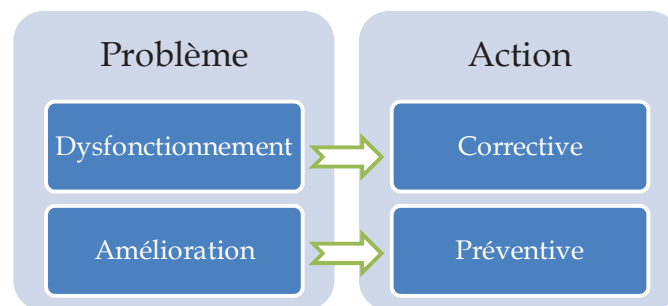 Problème
Dysfonctionnement
Amélioration
Action
Corrective
Préventive